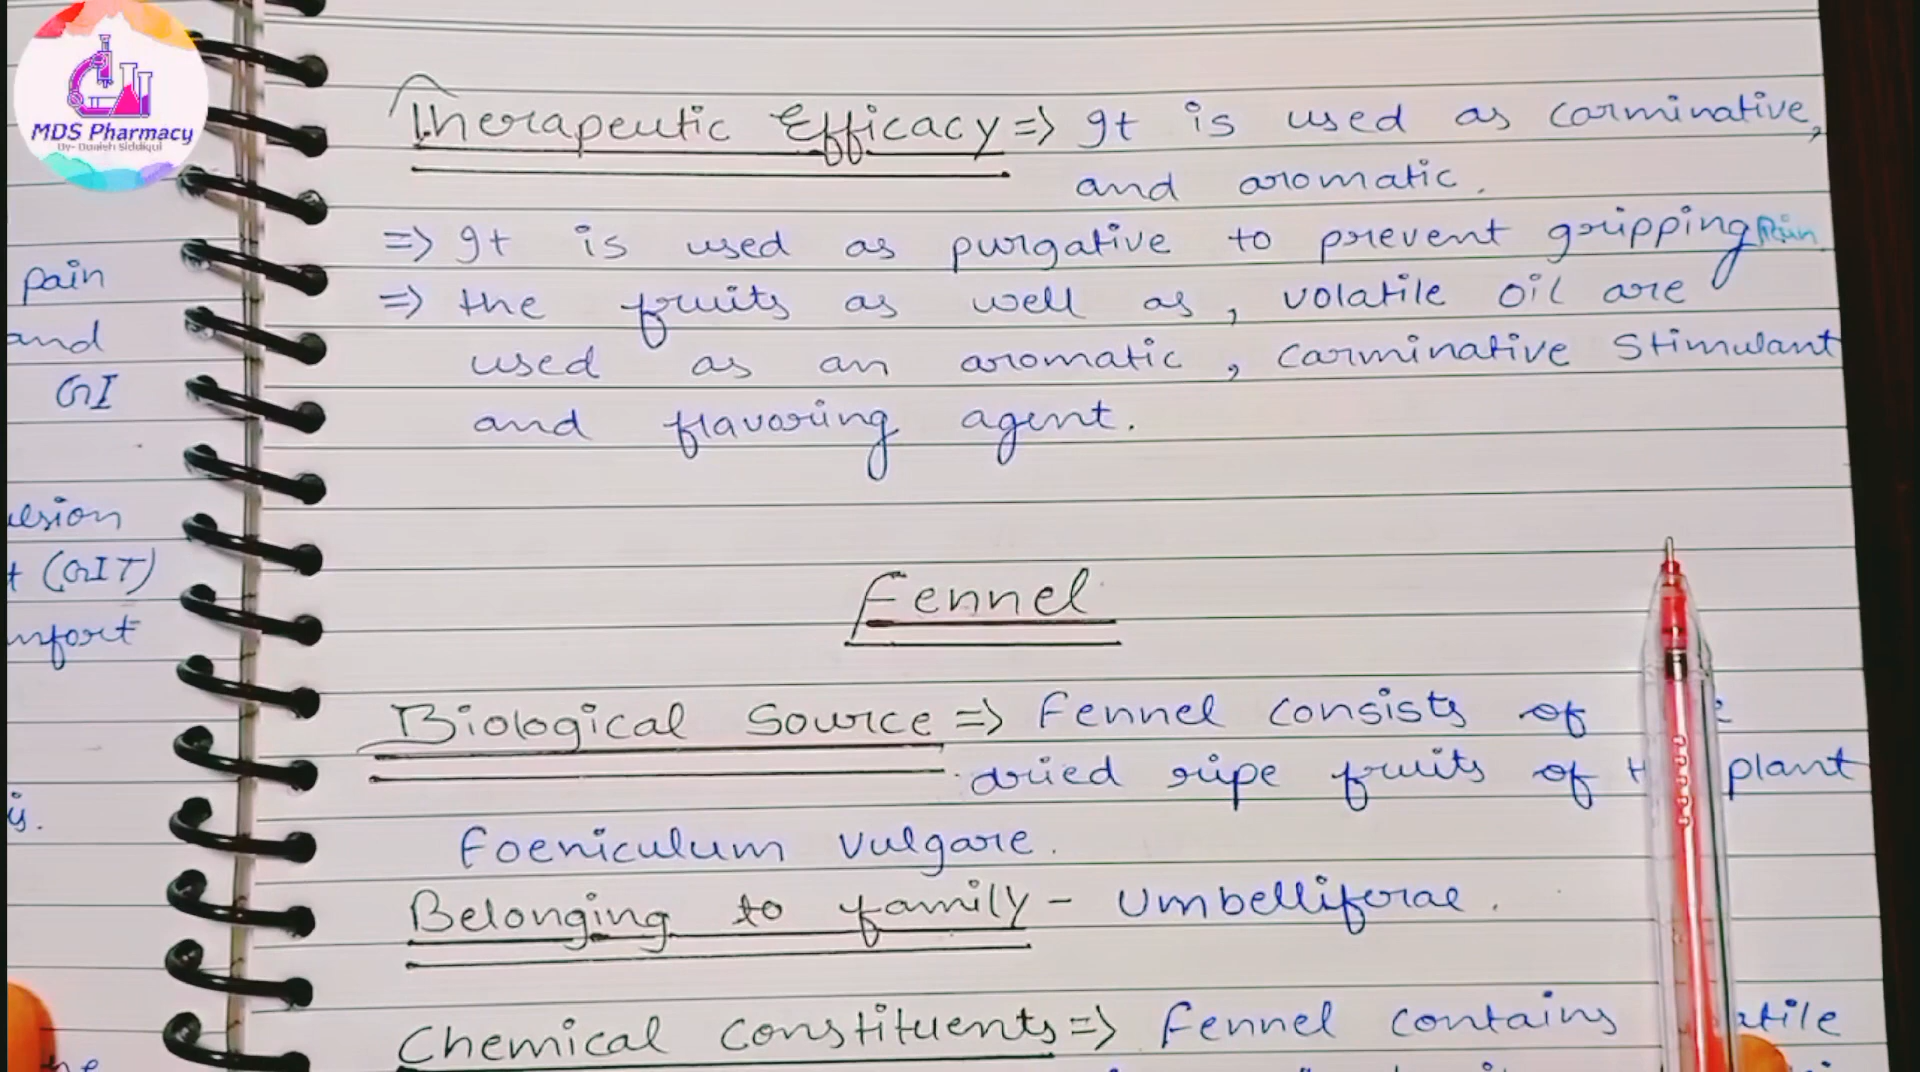 MDS Pharmacy
By- Danish Siddiqui
Therapeutic Efficacy => It is used as carminative,
and aromatic.
=> It is used as purgative to prevent gripping Pain
=> the fruits as well as, volatile oil are
used as an aromatic, carminative stimulant
and flavoring agent.
Fennel
Biological Source => Fennel consists of
dried ripe fruits of plant
Foeniculum vulgare.
Belonging to family - Umbelliferae.
Chemical Constituents => Fennel contains
pain
and
GI
(GIT)